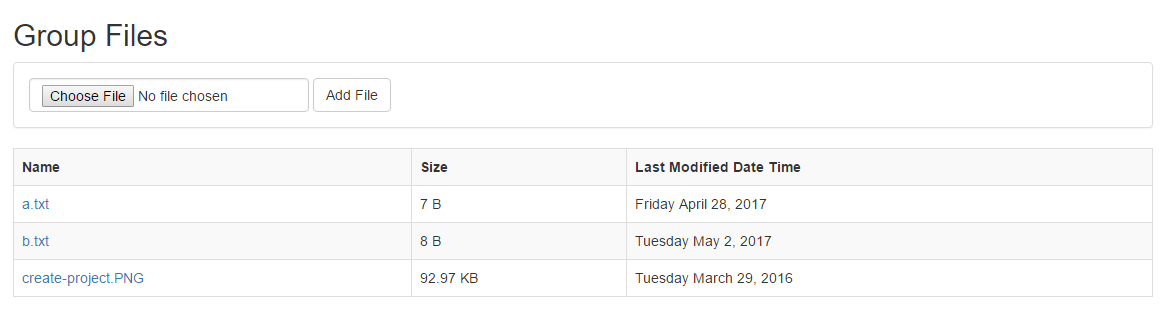 Group Files
Choose File No file chosen Add File
Name Size Last Modified Date Time
a.txt 7 B Friday April 28, 2017
b.txt 8 B Tuesday May 2, 2017
create-project.PNG 92.97 KB Tuesday March 29, 2016